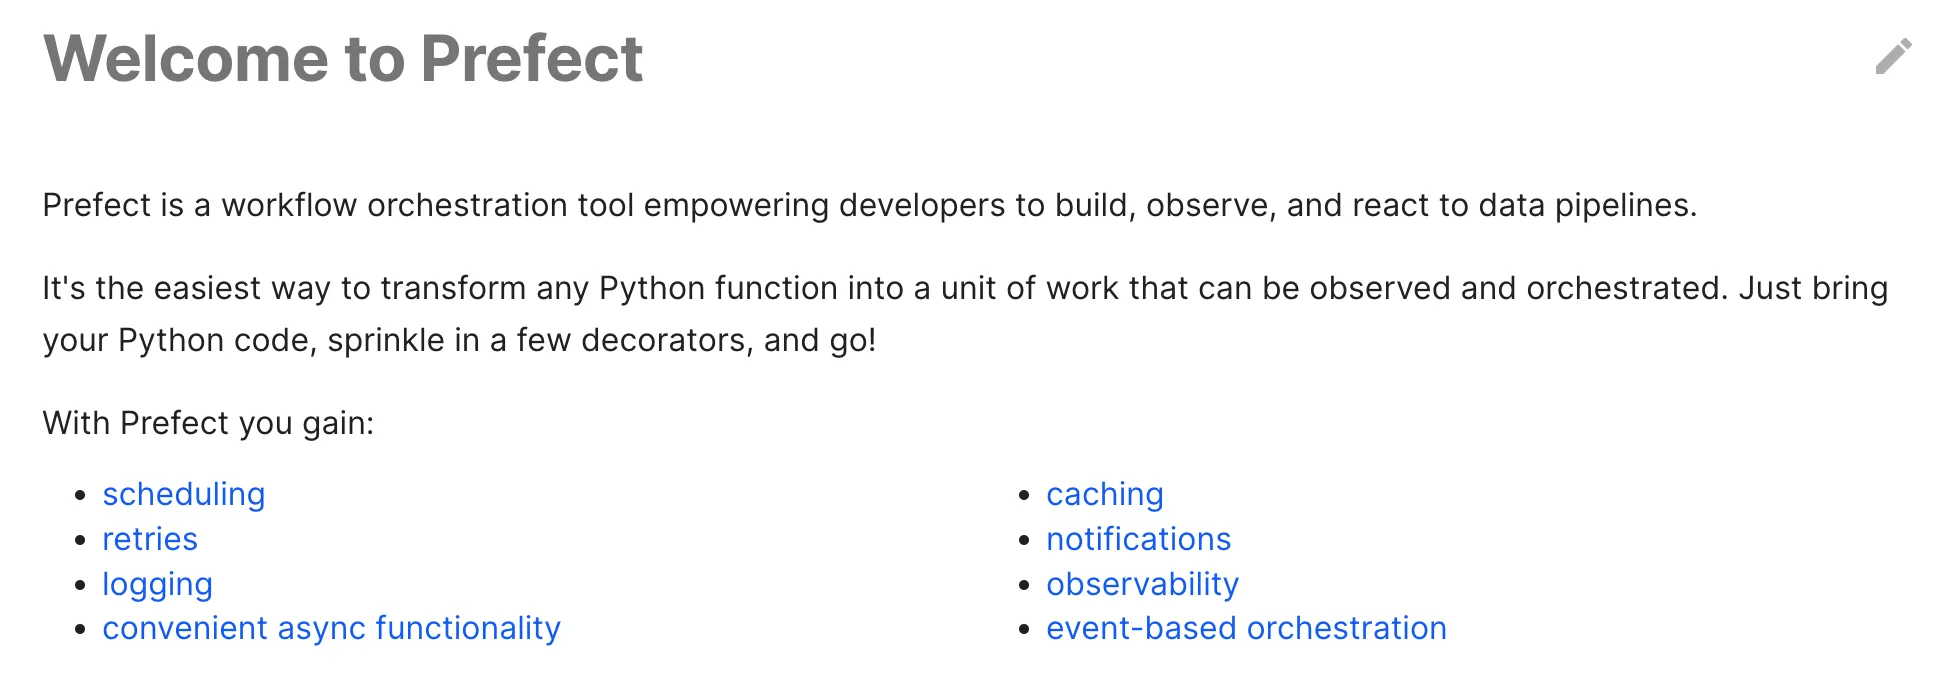 Welcome to Prefect
Prefect is a workflow orchestration tool empowering developers to build, observe, and react to data pipelines.
It's the easiest way to transform any Python function into a unit of work that can be observed and orchestrated. Just bring
your Python code, sprinkle in a few decorators, and go!
With Prefect you gain:
scheduling
retries
logging
convenient async functionality
caching
notifications
observability
event-based orchestration